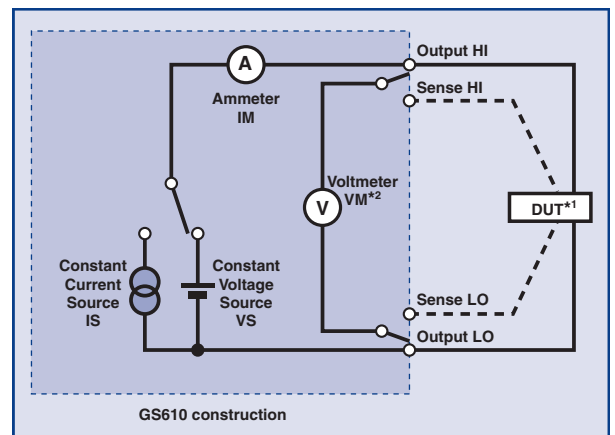 Output HI
A
Ammeter
IM
Sense HI
Voltmeter
VM*2
V
DUT*1
Constant
Current
Source
IS
Constant
Voltage
Source
VS
Sense LO
Output LO
GS610 construction